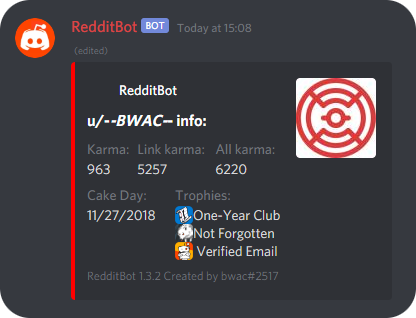 RedditBot BOT Today at 15:08
(edited)
RedditBot
u/--BWAC-- info:
Karma: Link karma: All karma:
963 5257 6220
Cake Day: Trophies:
11/27/2018 One-Year Club
Not Forgotten
Verified Email
RedditBot 1.3.2 Created by bwac#2517